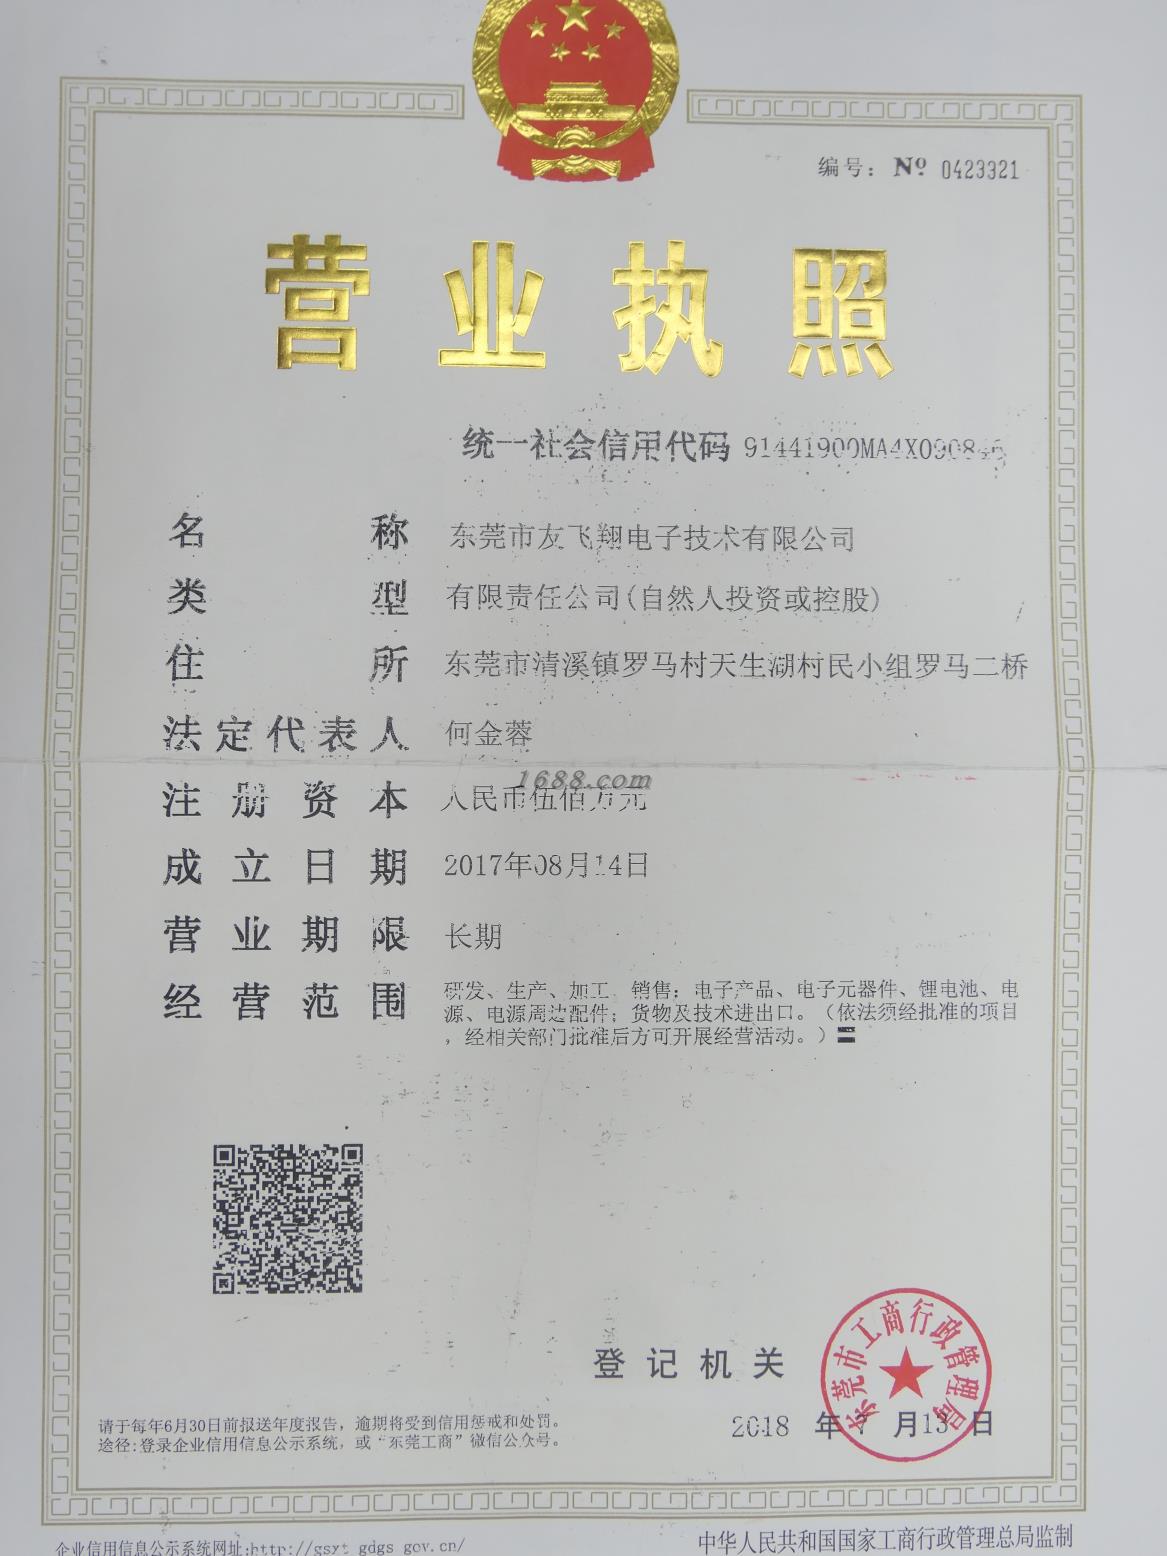 编号: № 0423321
营业执照
统一社会信用代码
名称 东莞市友飞翔电子技术有限公司
类型 有限责任公司(自然人投资或控股)
住所 东莞市清溪镇罗马村天生湖村民小组罗马二桥
法定代表人 何金蓉
1688.com
注册资本 人民币伍佰万元
成立日期 2017年08月14日
营业期限 长期
经营范围 研发、生产、加工、销售：电子产品、电子元器件、锂电池、电
源、电源周边配件；货物及技术进出口。（依法须经批准的项目
，经相关部门批准后方可开展经营活动。）
东莞市工商行政管理局
登记机关
2018 年 7 月13 日
请于每年6月30日前报送年度报告，逾期将受到信用惩戒和处罚。
途径:登录企业信用信息公示系统，或“东莞工商”微信公众号。
企业信用信息公示系统网址:http://gsxt.gdgs.gov.cn/
中华人民共和国国家工商行政管理总局监制